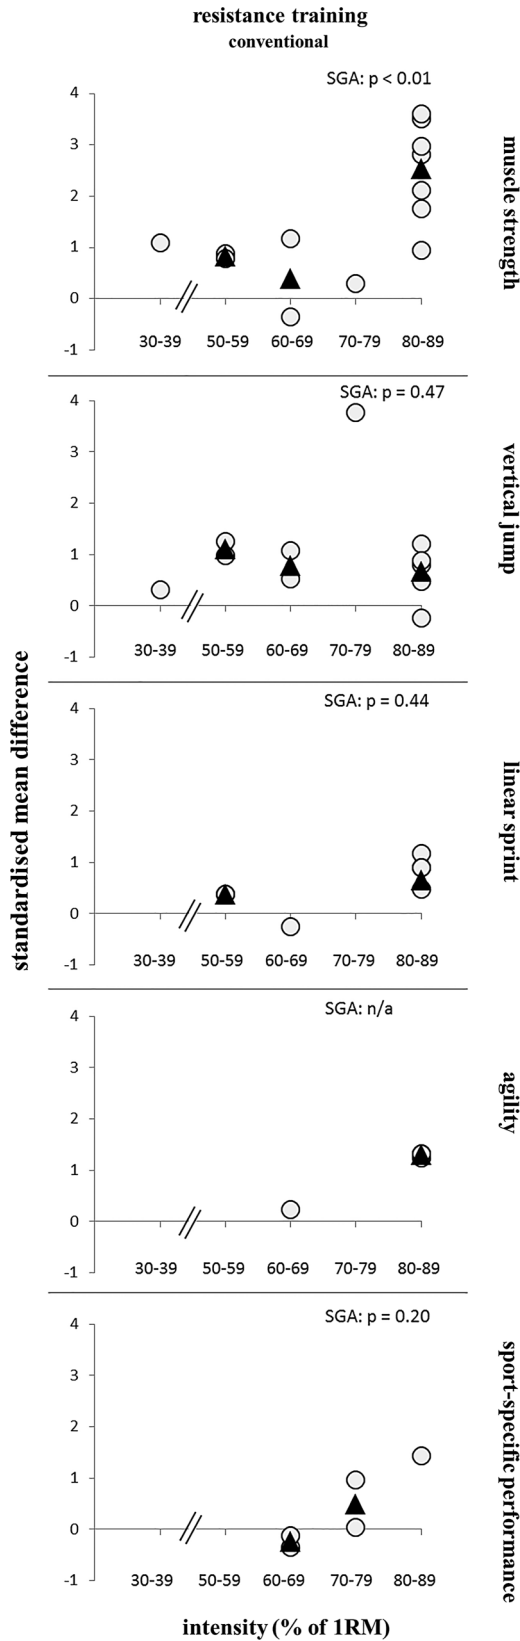 resistance training
conventional
SGA: p < 0.01
4
3
2
1
0
-1
30-39 50-59 60-69 70-79 80-89
muscle strength
SGA: p = 0.47
4
3
2
1
0
-1
30-39 50-59 60-69 70-79 80-89
vertical jump
SGA: p = 0.44
4
3
2
1
0
-1
30-39 50-59 60-69 70-79 80-89
linear sprint
SGA: n/a
4
3
2
1
0
-1
30-39 50-59 60-69 70-79 80-89
agility
SGA: p = 0.20
4
3
2
1
0
-1
30-39 50-59 60-69 70-79 80-89
sport-specific performance
standardised mean difference
intensity (% of 1RM)